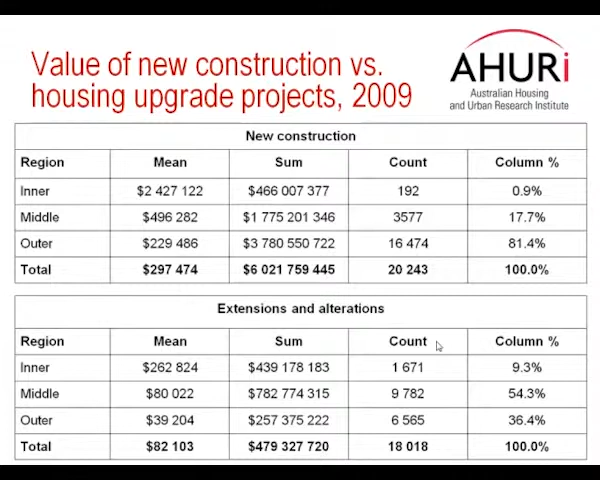 Value of new construction vs.
housing upgrade projects, 2009
AHURi
Australian Housing
and Urban Research Institute
New construction
Region Mean Sum Count Column %
Inner $2 427 122 $466 007 377 192 0.9%
Middle $496 282 $1 775 201 346 3577 17.7%
Outer $229 486 $3 780 550 722 16 474 81.4%
Total $297 474 $6 021 759 445 20 243 100.0%
Extensions and alterations
Region Mean Sum Count Column %
Inner $262 824 $439 178 183 1 671 9.3%
Middle $80 022 $782 774 315 9 782 54.3%
Outer $39 204 $257 375 222 6 565 36.4%
Total $82 103 $479 327 720 18 018 100.0%